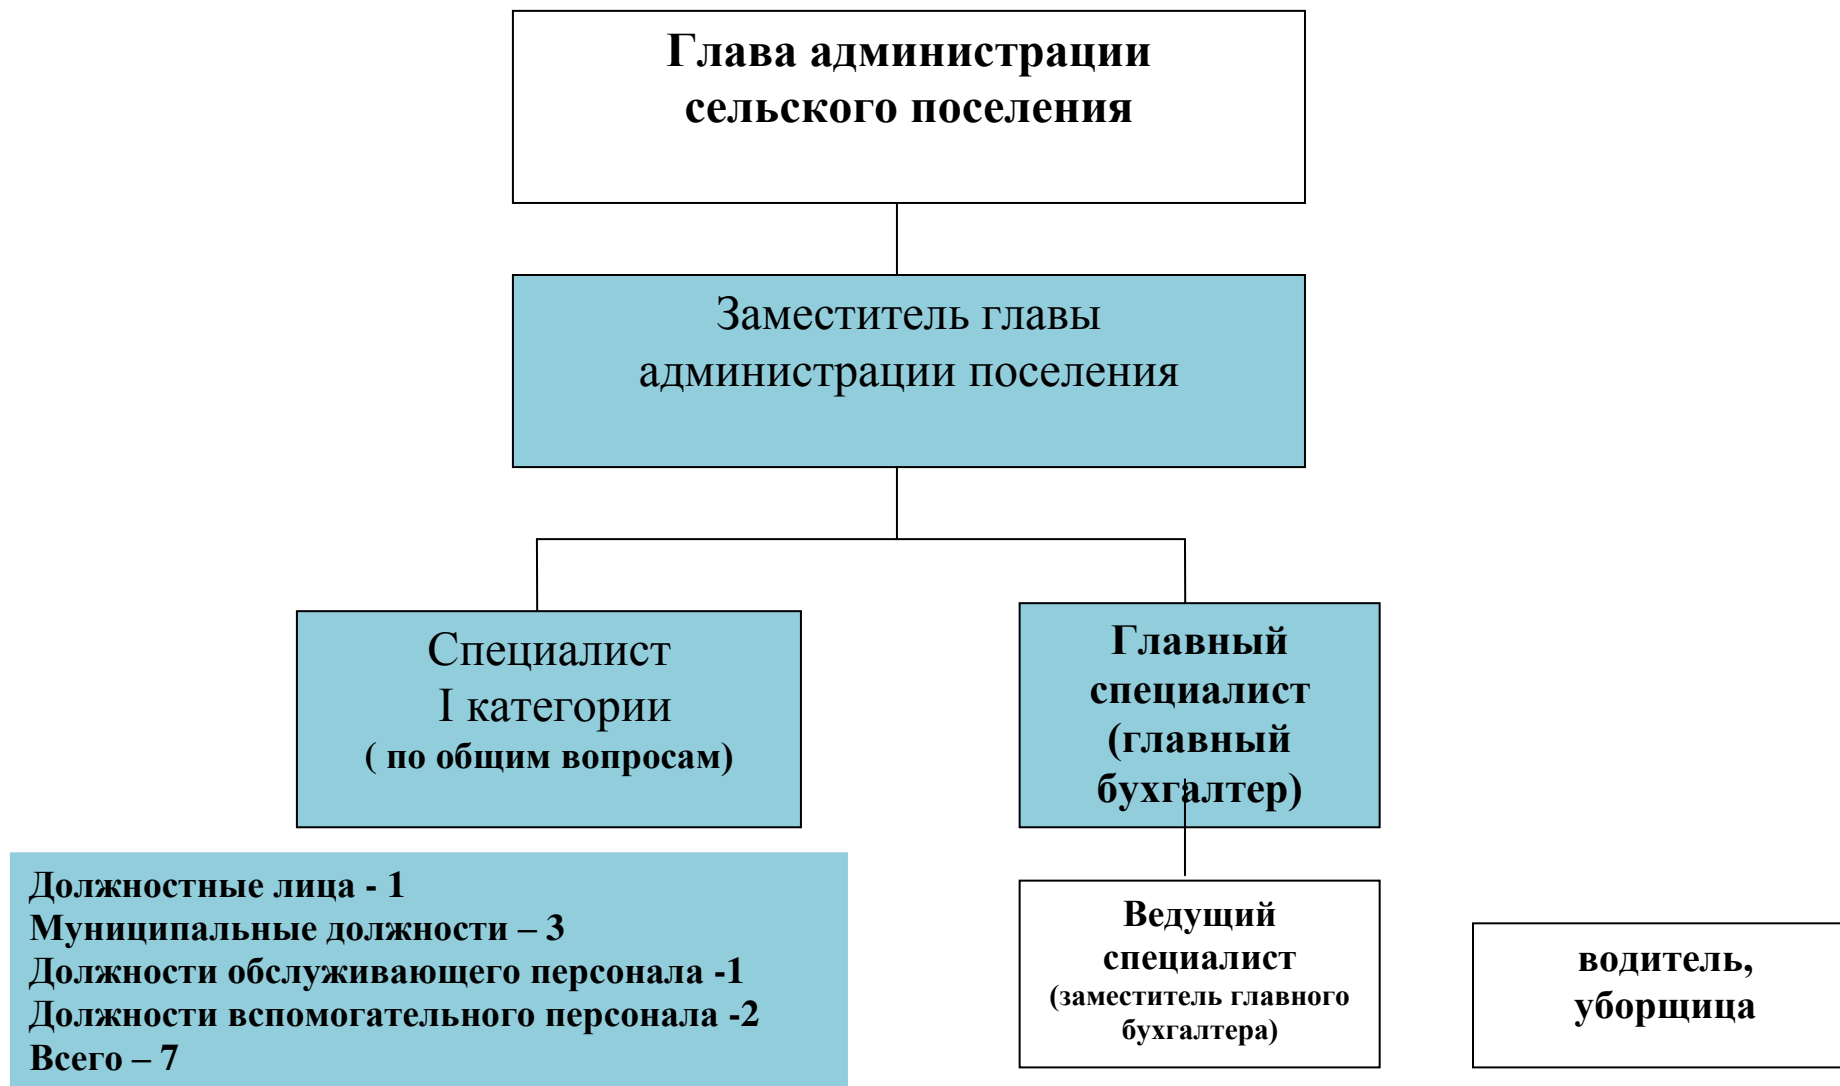 Глава администрации
сельского поселения
Заместитель главы
администрации поселения
Специалист
I категории
( по общим вопросам)
Главный
специалист
(главный
бухгалтер)
Должностные лица - 1
Муниципальные должности – 3
Должности обслуживающего персонала -1
Должности вспомогательного персонала -2
Всего – 7
Ведущий
специалист
(заместитель главного
бухгалтера)
водитель,
уборщица